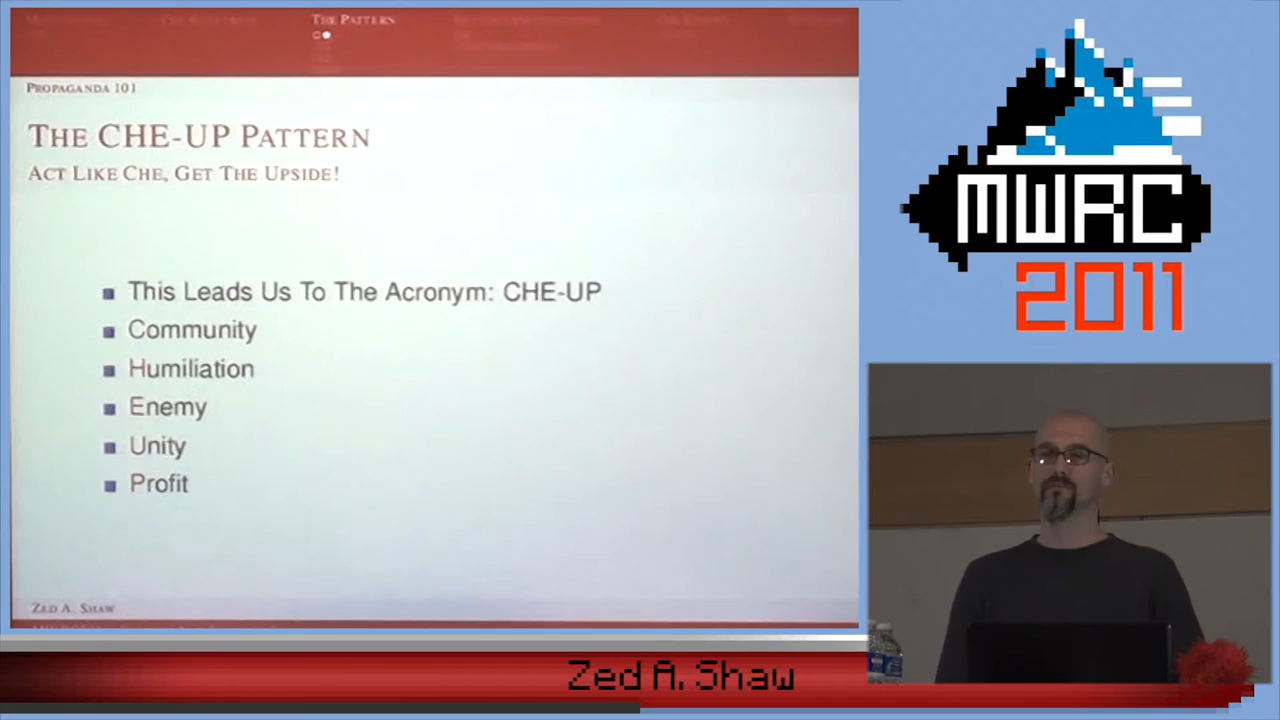 THE PATTERN
PROPAGANDA 101
THE CHE-UP PATTERN
ACT LIKE CHE, GET THE UPSIDE!
This Leads Us To The Acronym: CHE-UP
Community
Humiliation
Enemy
Unity
Profit
ZED A. SHAW
MWRC
2011
Zed A. Shaw